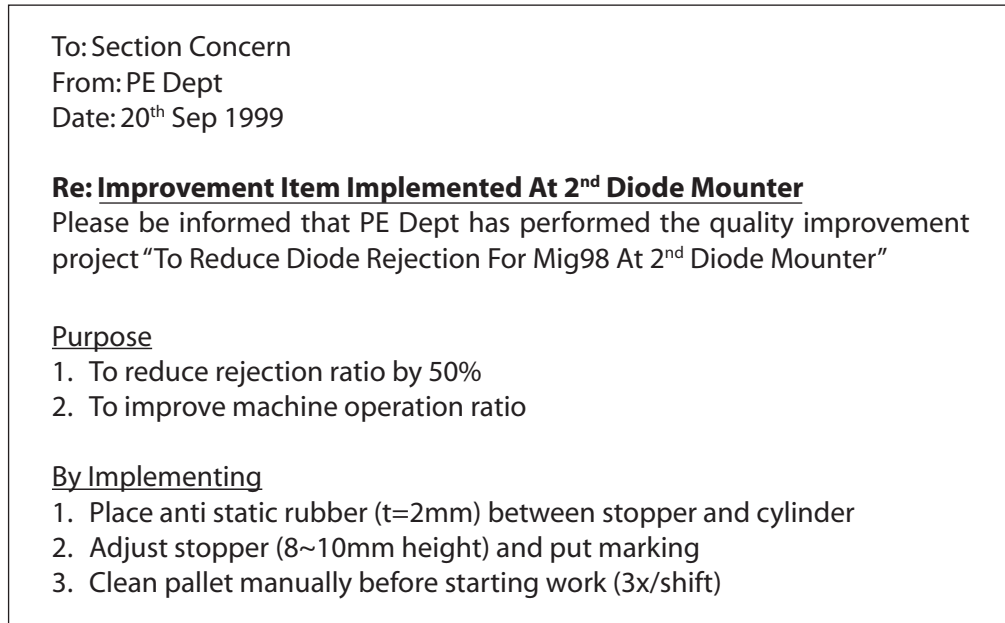 To: Section Concern
From: PE Dept
Date: 20th Sep 1999
Re: Improvement Item Implemented At 2nd Diode Mounter
Please be informed that PE Dept has performed the quality improvement
project “To Reduce Diode Rejection For Mig98 At 2nd Diode Mounter”
Purpose
1. To reduce rejection ratio by 50%
2. To improve machine operation ratio
By Implementing
1. Place anti static rubber (t=2mm) between stopper and cylinder
2. Adjust stopper (8~10mm height) and put marking
3. Clean pallet manually before starting work (3x/shift)